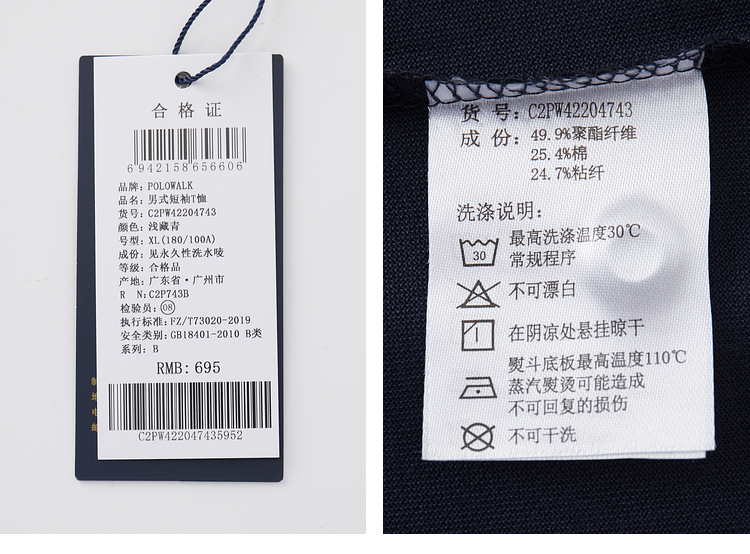 合格证
6942158656606
品牌：POLOWALK
品名：男式短袖T恤
货号：C2PW42204743
颜色：浅藏青
号型：XL(180/100A)
成份：见永久性洗水唛
等级：合格品
产地：广东省·广州市
R N：C2P743B
检验员：08
执行标准：FZ/T73020-2019
安全类别：GB18401-2010 B类
系列：B
RMB：695
C2PW422047435952
制
地
电
邮
货 号：C2PW42204743
成 份：49.9%聚酯纤维
25.4%棉
24.7%粘纤
洗涤说明：
30
最高洗涤温度30℃
常规程序
不可漂白
在阴凉处悬挂晾干
熨斗底板最高温度110℃
蒸汽熨烫可能造成
不可回复的损伤
不可干洗